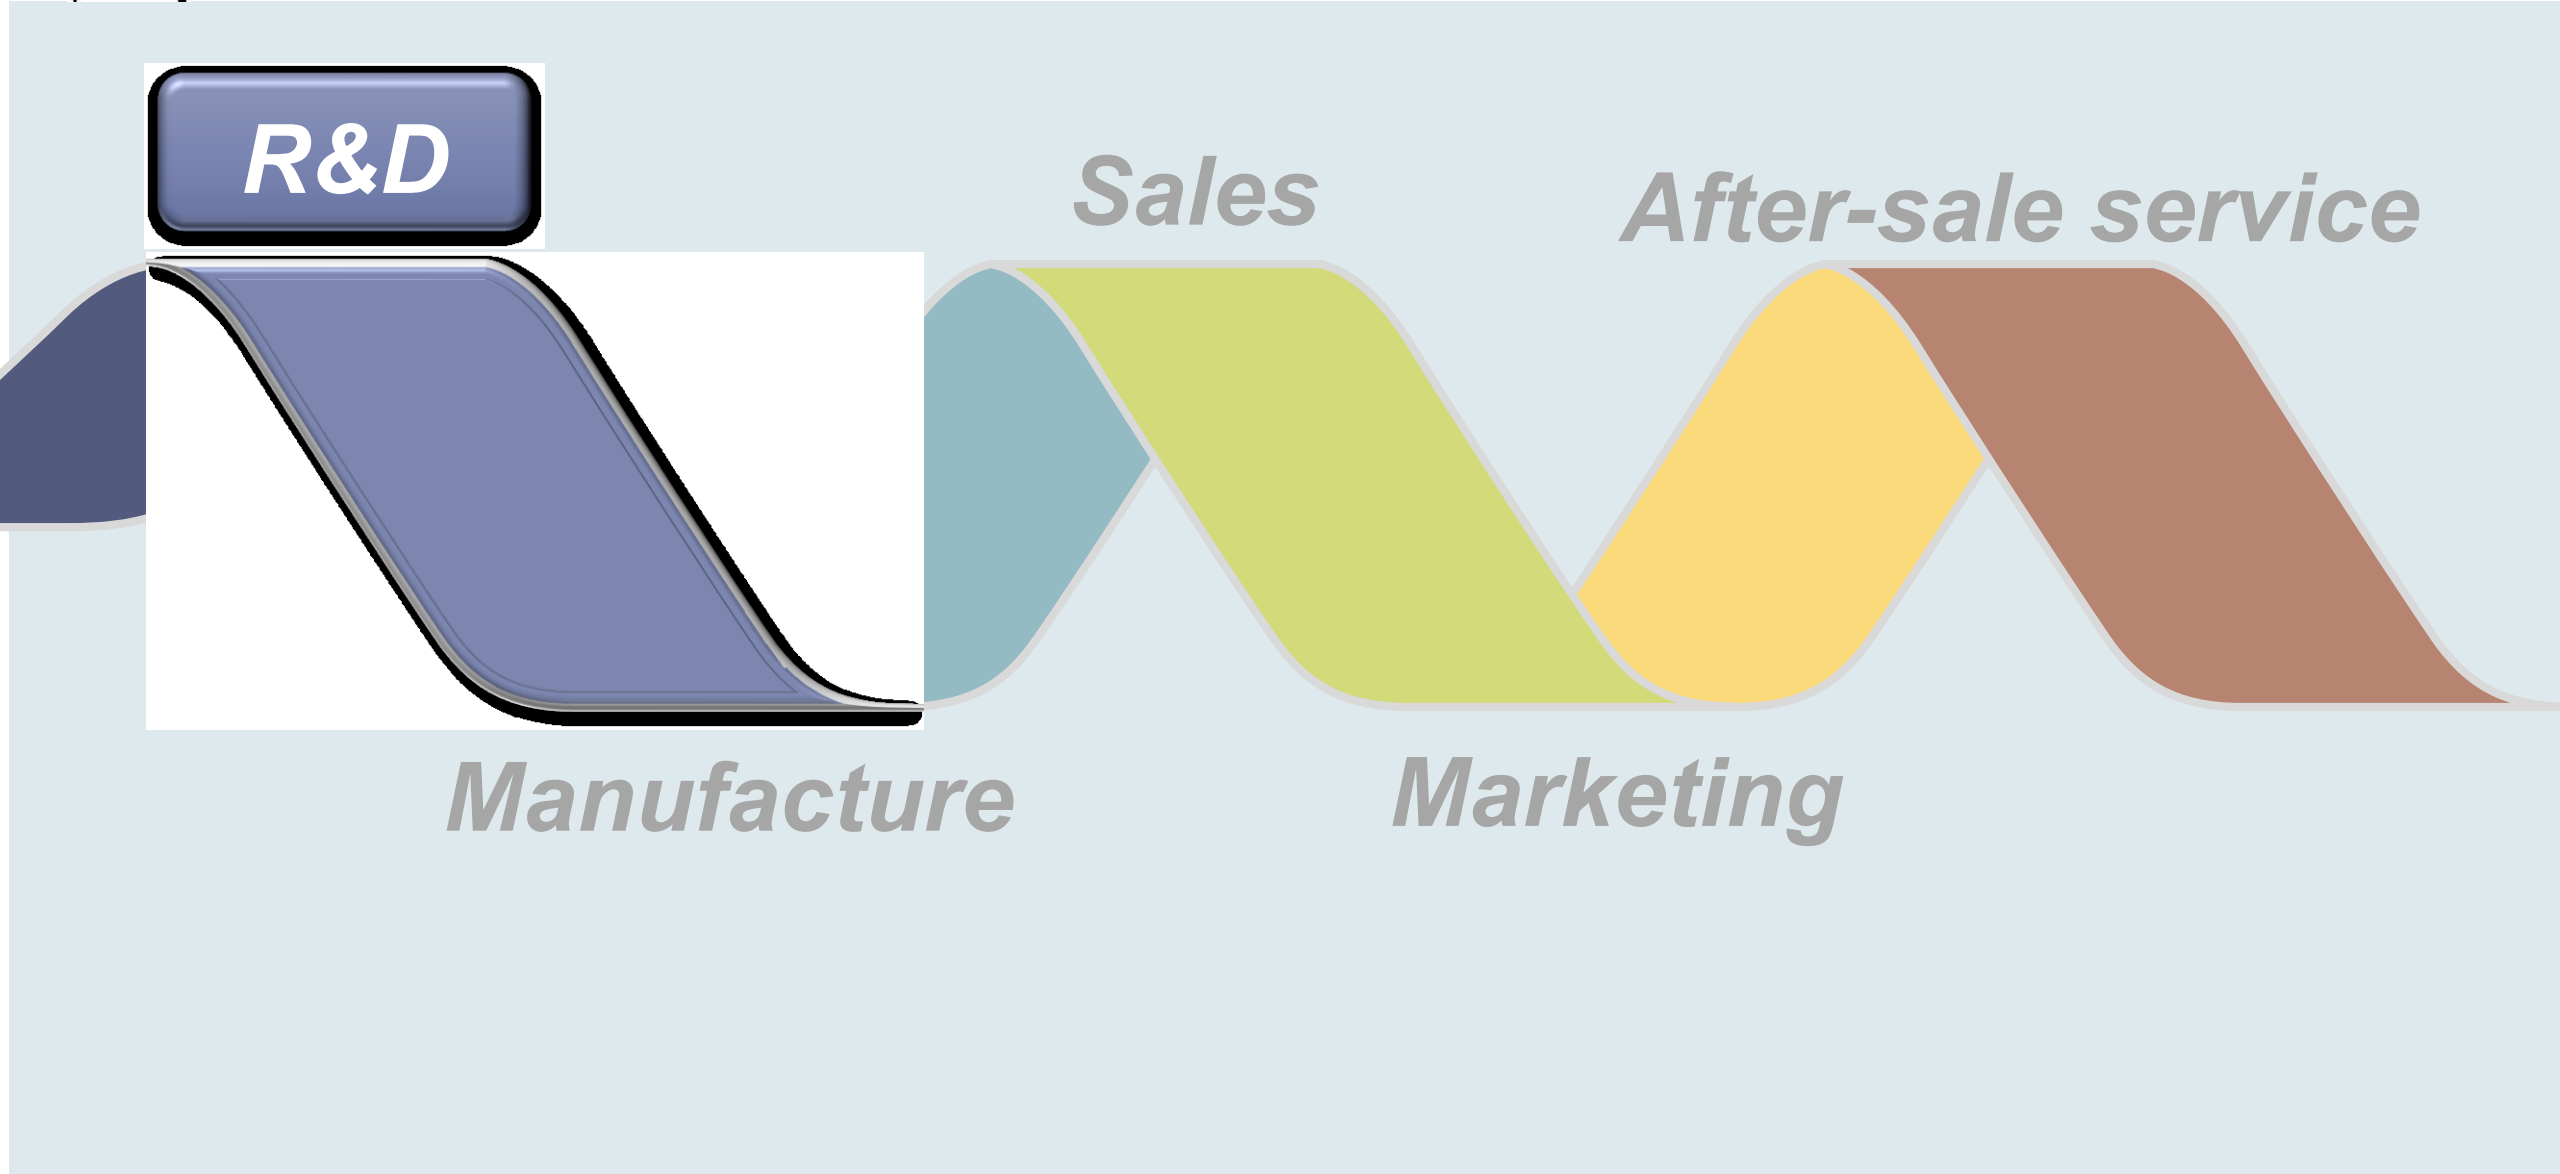 R&D
Sales
After-sale service
Manufacture
Marketing